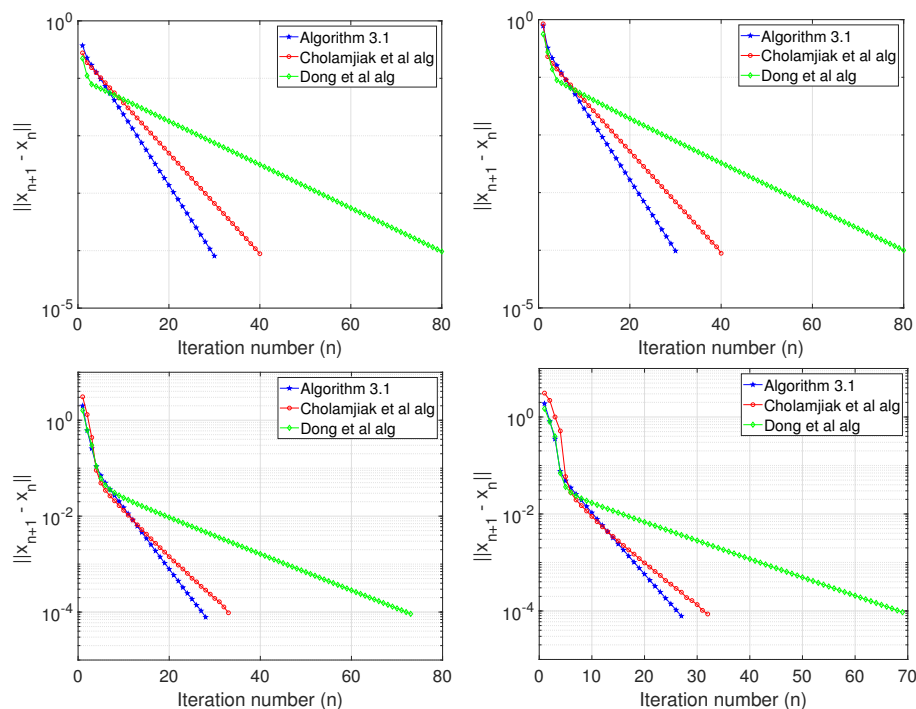 10^0
10^-5
||x_{n+1} - x_n||
0 20 40 60 80
Iteration number (n)
Algorithm 3.1
Cholamjiak et al alg
Dong et al alg
10^0
10^-5
||x_{n+1} - x_n||
0 20 40 60 80
Iteration number (n)
Algorithm 3.1
Cholamjiak et al alg
Dong et al alg
10^0
10^-2
10^-4
||x_{n+1} - x_n||
0 20 40 60 80
Iteration number (n)
Algorithm 3.1
Cholamjiak et al alg
Dong et al alg
10^0
10^-2
10^-4
||x_{n+1} - x_n||
0 10 20 30 40 50 60 70
Iteration number (n)
Algorithm 3.1
Cholamjiak et al alg
Dong et al alg